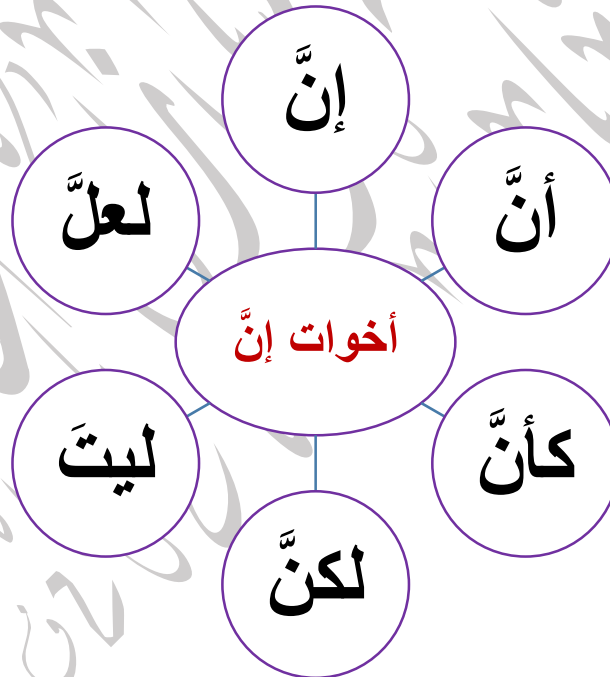 إنَّ
أنَّ
كأنَّ
لكنَّ
ليتَ
لعلَّ
أخوات إنَّ